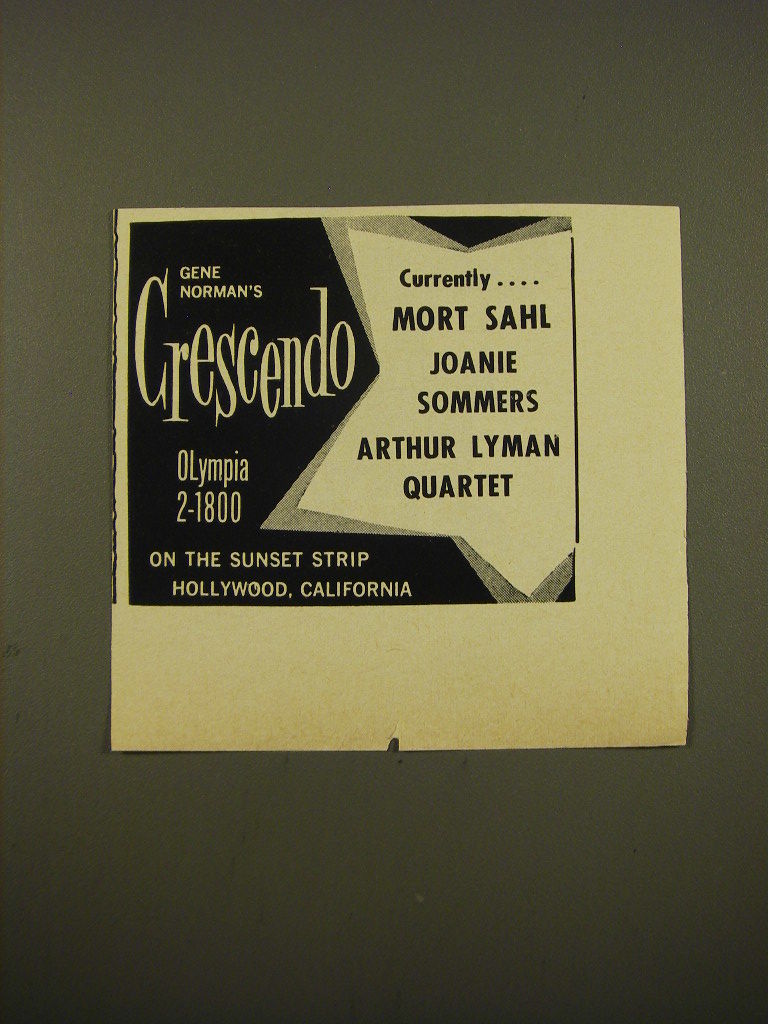 GENE
NORMAN'S
Crescendo
OLympia
2-1800
ON THE SUNSET STRIP
HOLLYWOOD, CALIFORNIA
Currently ....
MORT SAHL
JOANIE
SOMMERS
ARTHUR LYMAN
QUARTET